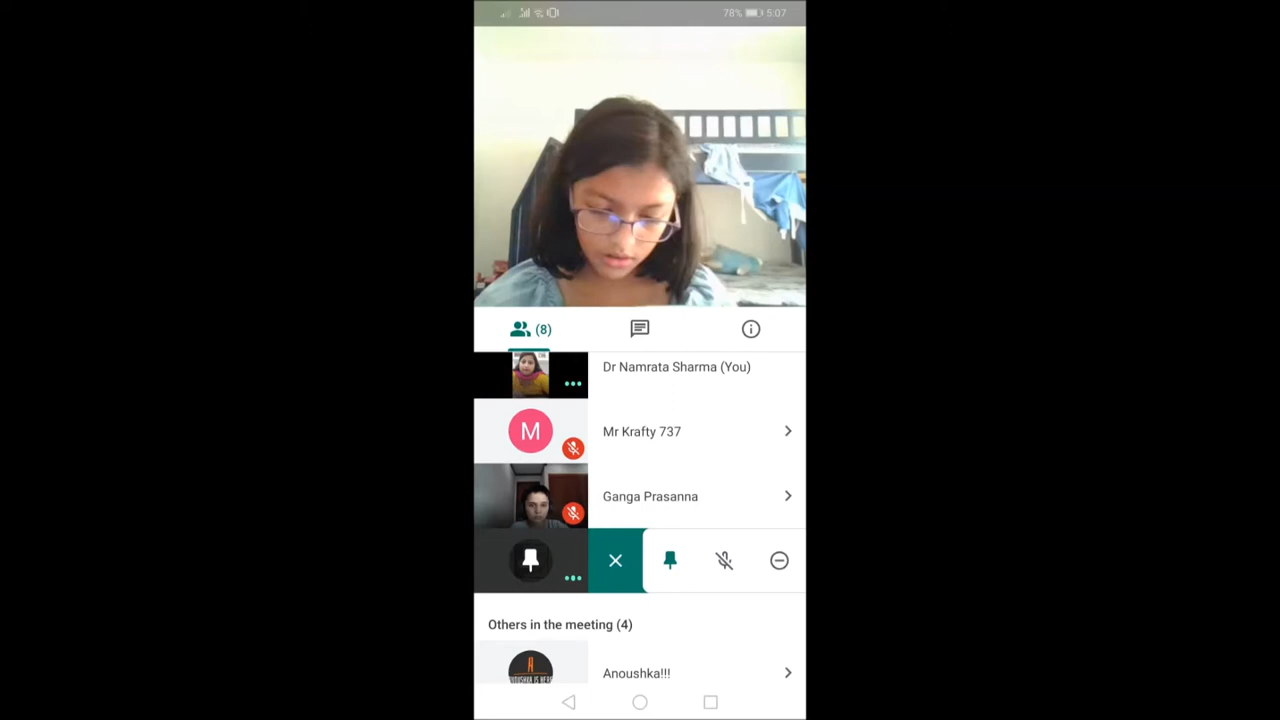 78% 5:07
(8)
Dr Namrata Sharma (You)
M
Mr Krafty 737
Ganga Prasanna
Others in the meeting (4)
Anoushka!!!